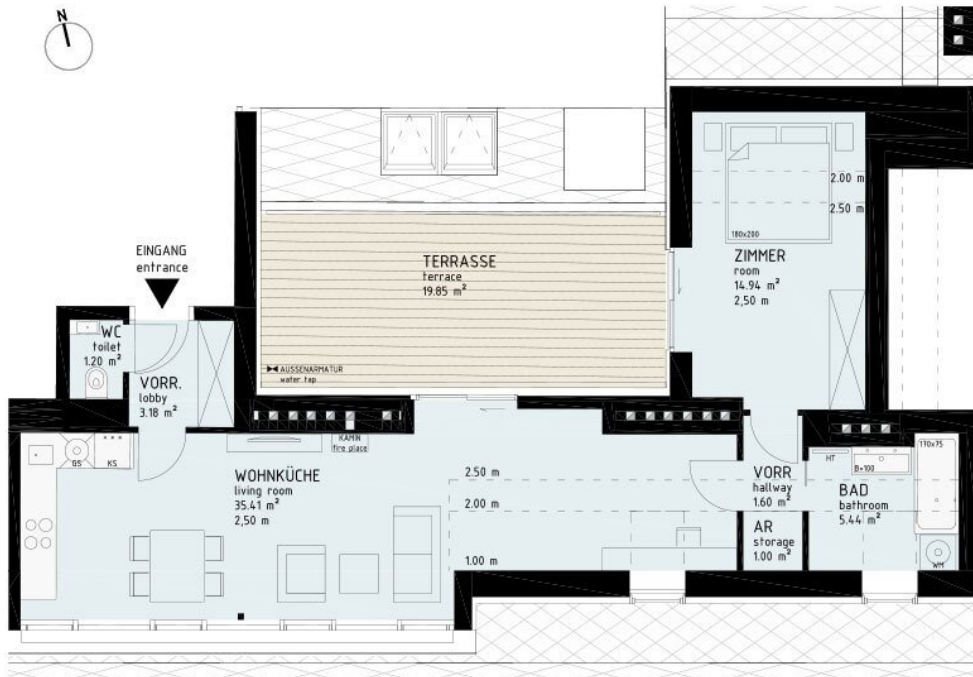 N
EINGANG
entrance
WC
toilet
1.20 m²
VORR.
lobby
3.18 m²
TERRASSE
terrace
19.85 m²
AUSSENARMATUR
water tap
2.00 m
2.50 m
180x200
ZIMMER
room
14.94 m²
2,50 m
GS
KS
KAMIN
fire place
WOHNKÜCHE
living room
35.41 m²
2,50 m
2.50 m
2.00 m
1.00 m
VORR
hallway
1.60 m²
AR
storage
1.00 m²
HT
B=100
170x75
BAD
bathroom
5.44 m²
WM